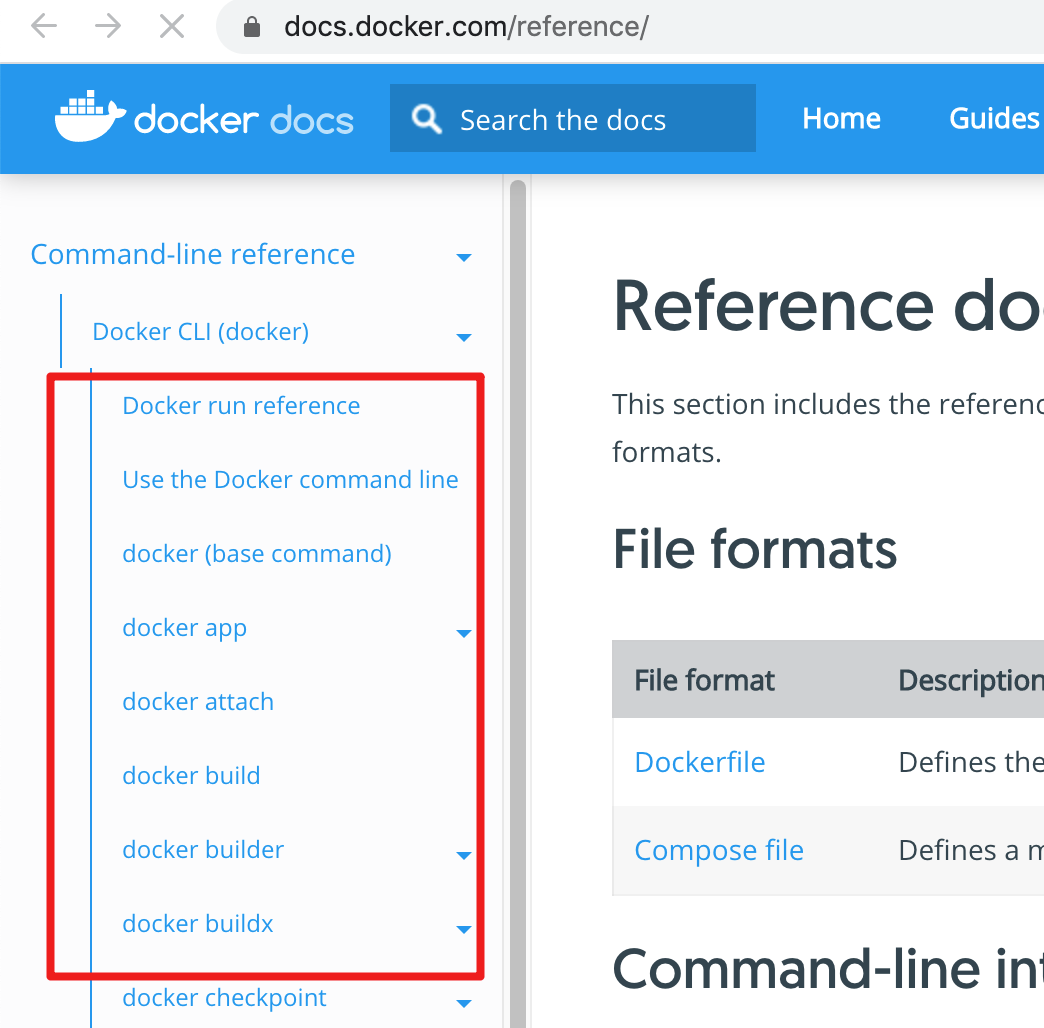 docs.docker.com/reference/
docker docs
Search the docs
Home
Guides
Command-line reference
Docker CLI (docker)
Docker run reference
Use the Docker command line
docker (base command)
docker app
docker attach
docker build
docker builder
docker buildx
docker checkpoint
Reference do
This section includes the referenc
formats.
File formats
File format Description
Dockerfile Defines the
Compose file Defines a m
Command-line int